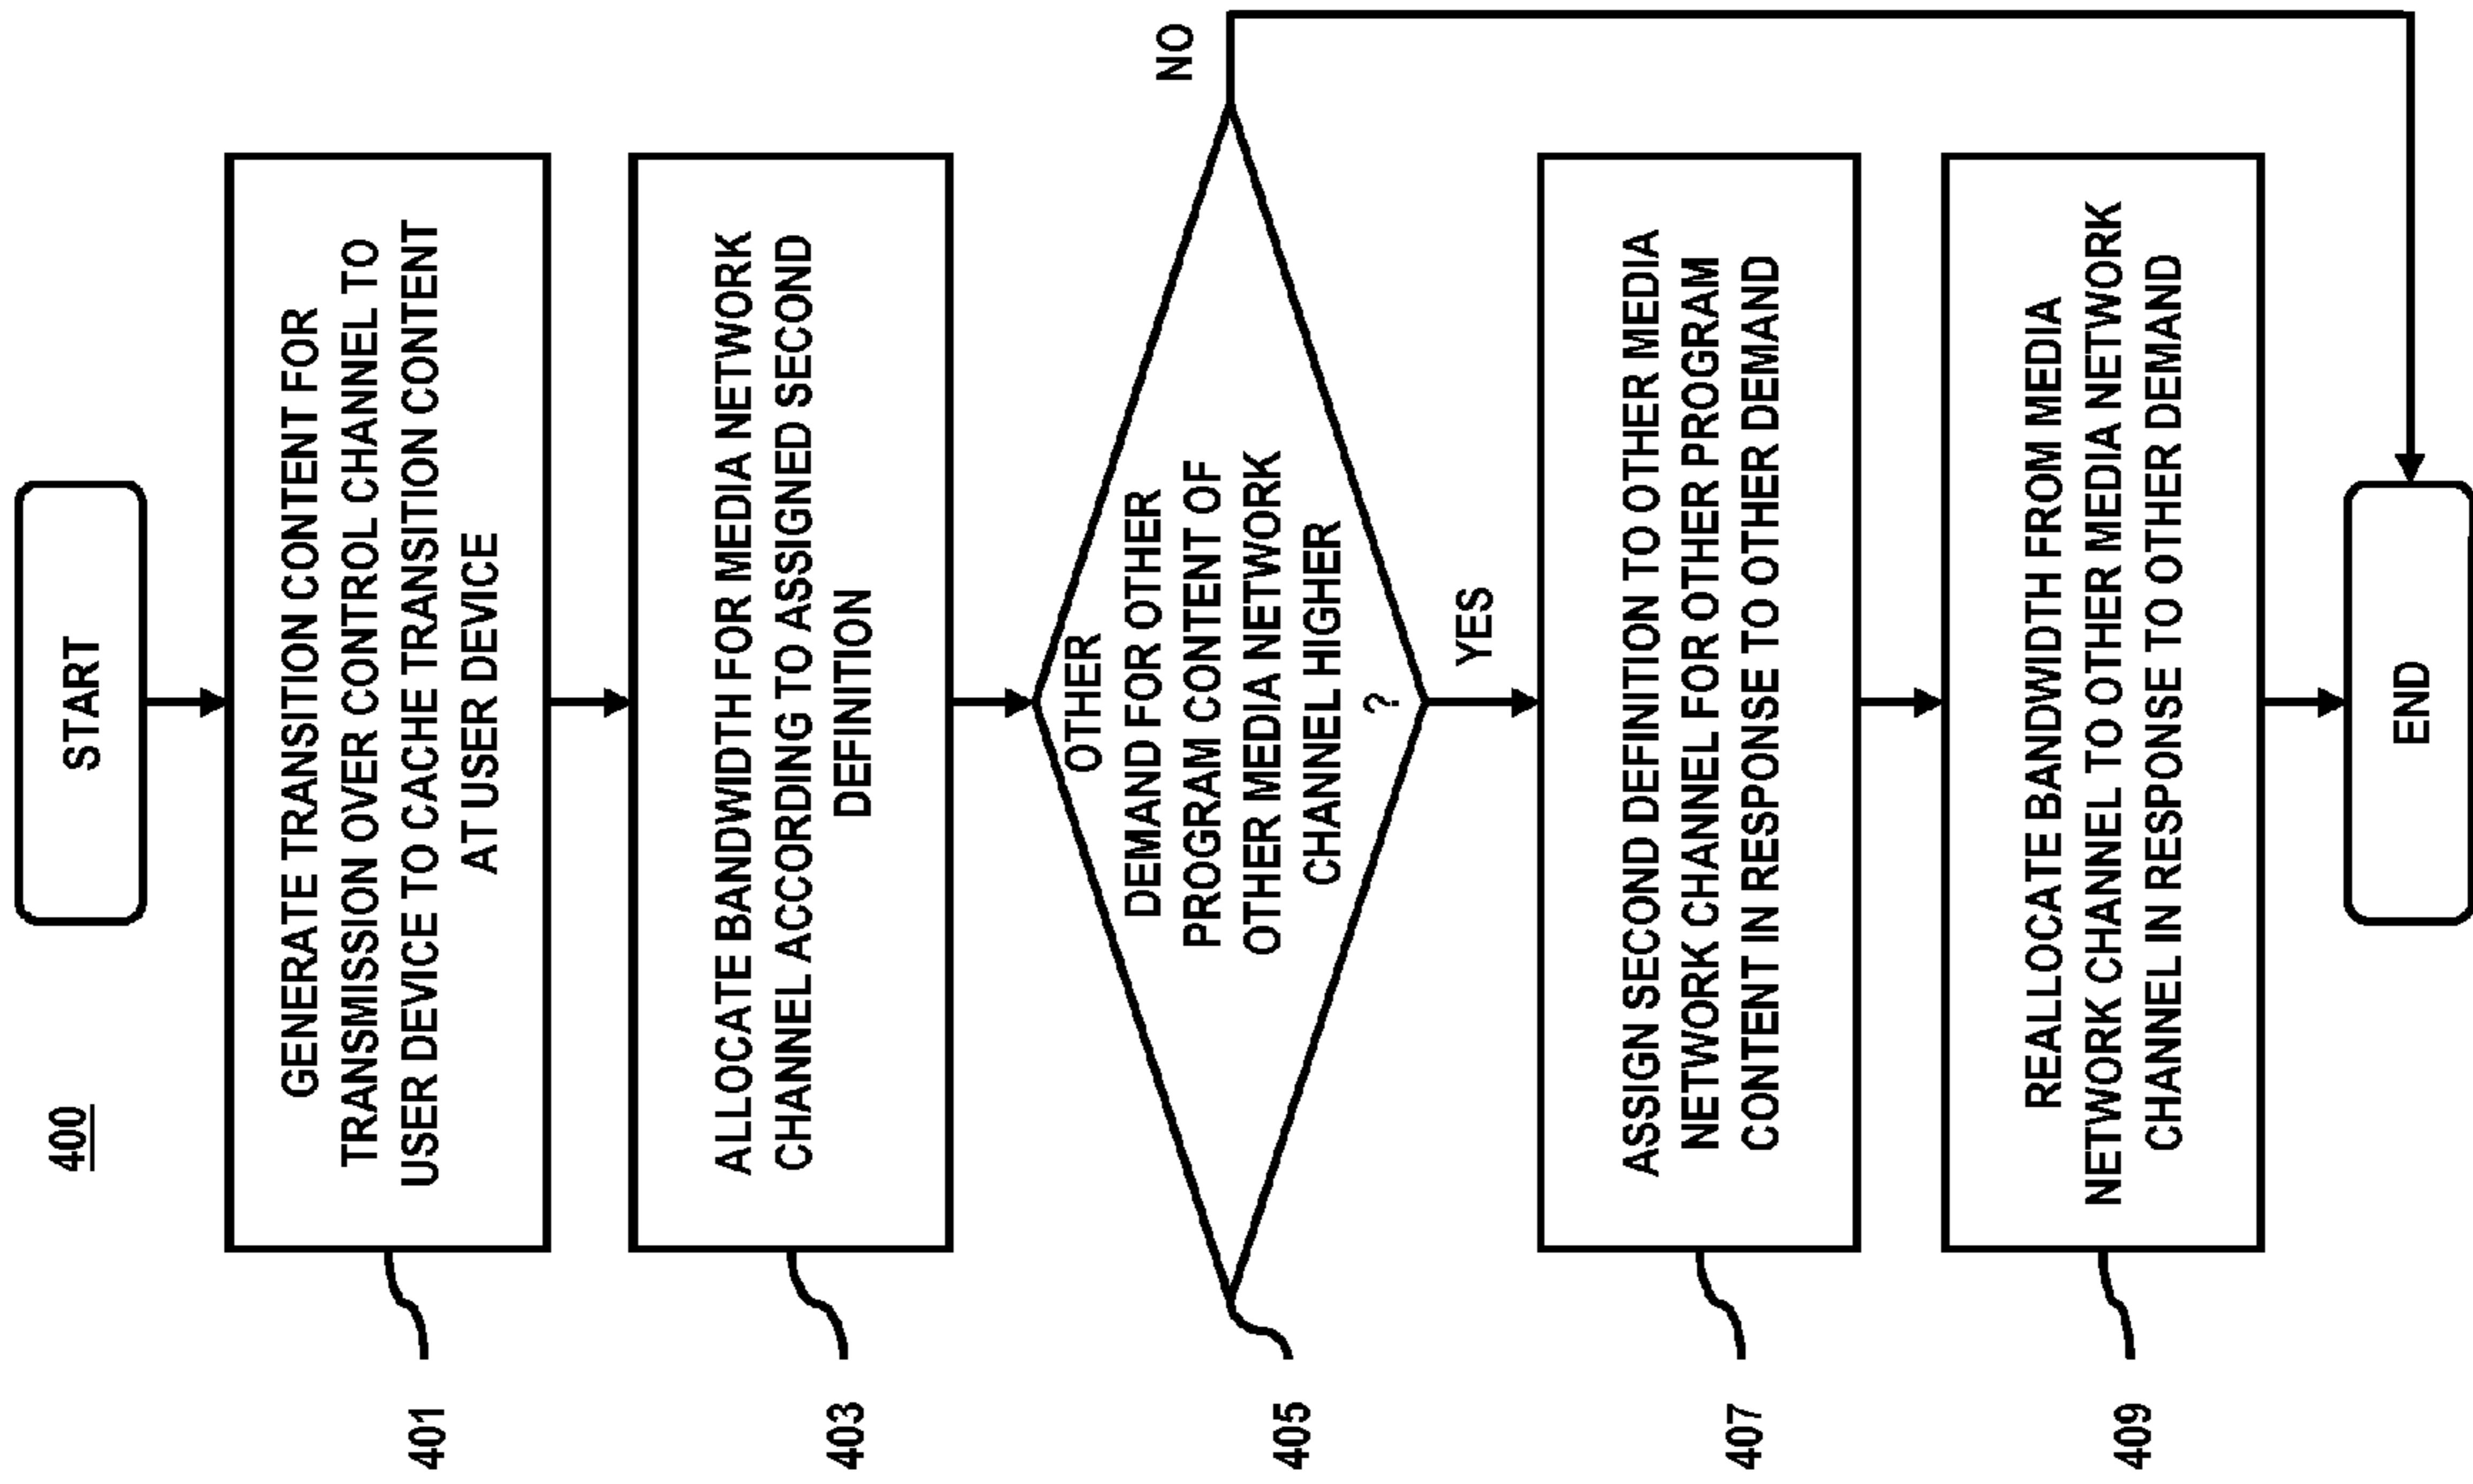 400
START
GENERATE TRANSITION CONTENT FOR
TRANSMISSION OVER CONTROL CHANNEL TO
USER DEVICE TO CACHE TRANSITION CONTENT
AT USER DEVICE
401
ALLOCATE BANDWIDTH FOR MEDIA NETWORK
CHANNEL ACCORDING TO ASSIGNED SECOND
DEFINITION
403
OTHER
DEMAND FOR OTHER
PROGRAM CONTENT OF
OTHER MEDIA NETWORK
CHANNEL HIGHER
?
405
NO
YES
ASSIGN SECOND DEFINITION TO OTHER MEDIA
NETWORK CHANNEL FOR OTHER PROGRAM
CONTENT IN RESPONSE TO OTHER DEMAND
407
REALLOCATE BANDWIDTH FROM MEDIA
NETWORK CHANNEL TO OTHER MEDIA NETWORK
CHANNEL IN RESPONSE TO OTHER DEMAND
409
END